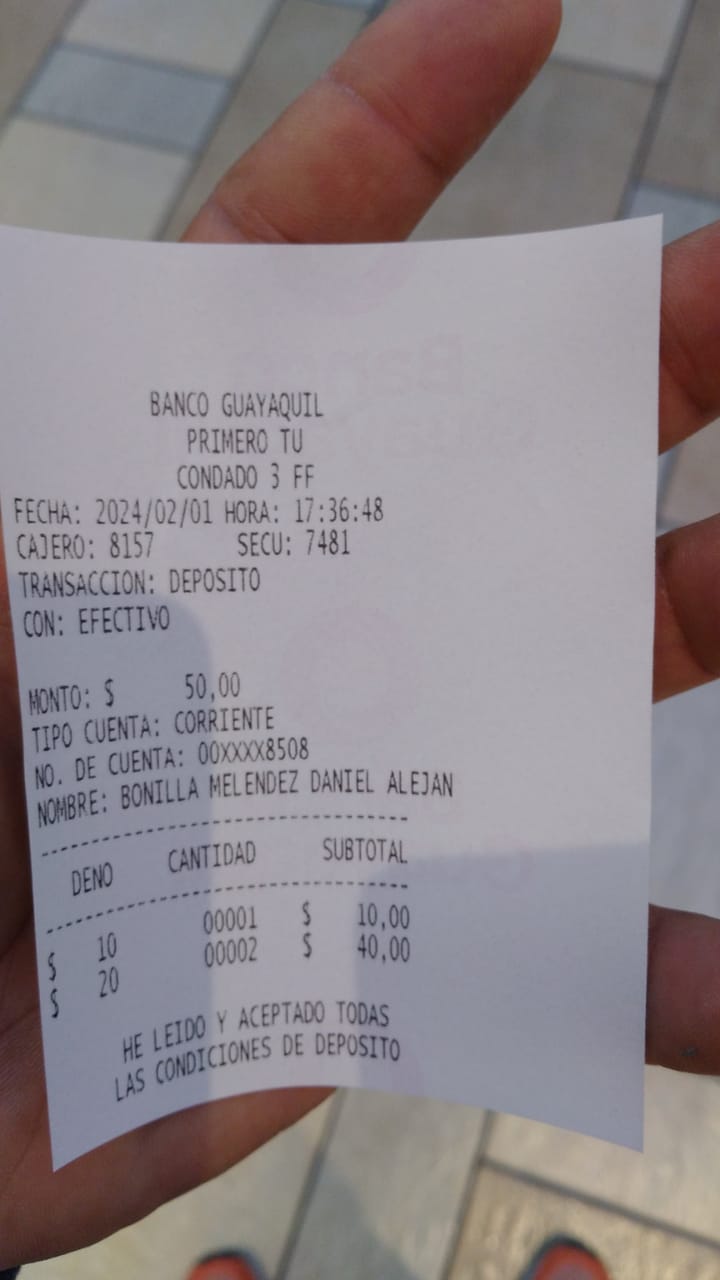 BANCO GUAYAQUIL
PRIMERO TU
CONDADO 3 FF
FECHA: 2024/02/01 HORA: 17:36:48
CAJERO: 8157 SECU: 7481
TRANSACCION: DEPOSITO
CON: EFECTIVO
MONTO: $ 50,00
TIPO CUENTA: CORRIENTE
NO. DE CUENTA: 00XXXX8508
NOMBRE: BONILLA MELENDEZ DANIEL ALEJAN
--------------------------------
DENO CANTIDAD SUBTOTAL
--------------------------------
$ 10 00001 $ 10,00
$ 20 00002 $ 40,00
HE LEIDO Y ACEPTADO TODAS
LAS CONDICIONES DE DEPOSITO